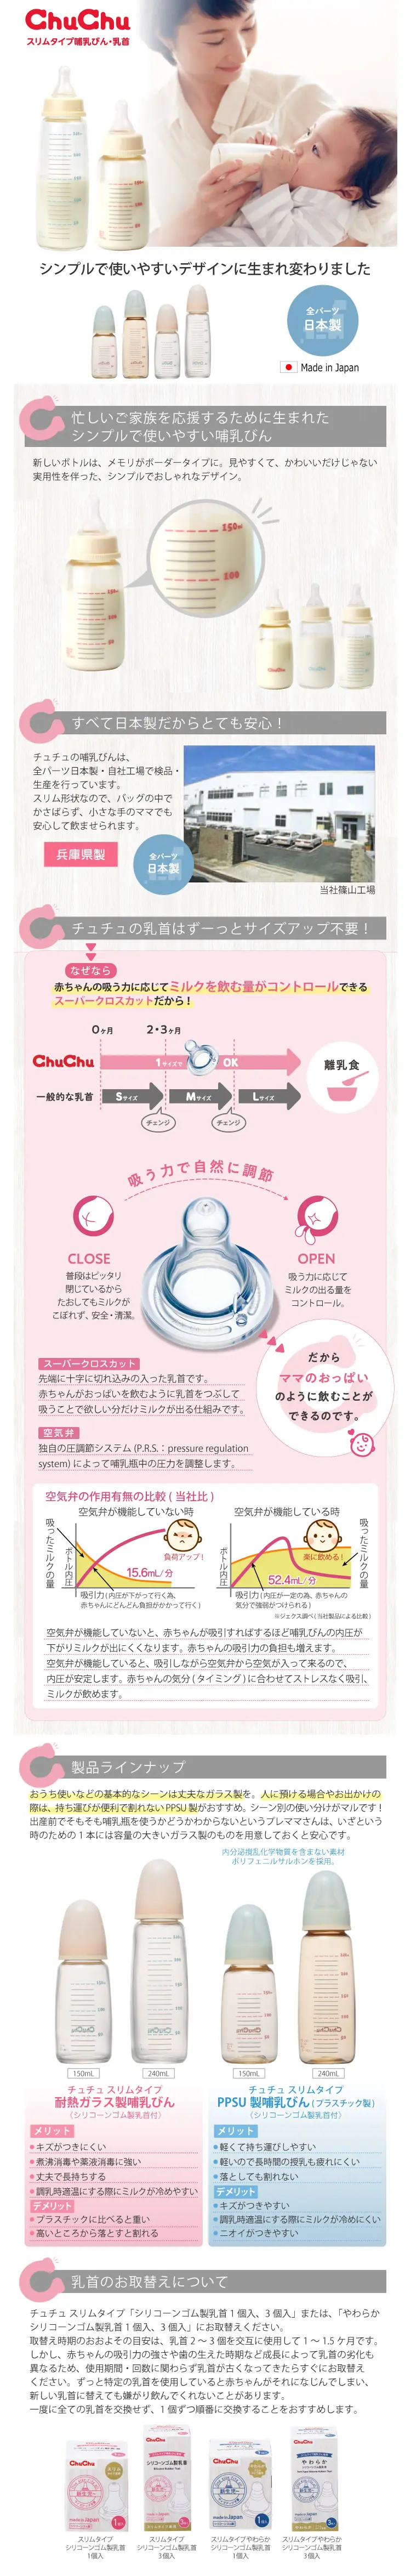 ChuChu
スリムタイプ哺乳びん・乳首
シンプルで使いやすいデザインに生まれ変わりました
全パーツ
日本製
Made in Japan
忙しいご家族を応援するために生まれた
シンプルで使いやすい哺乳びん
新しいボトルは、メモリがボーダータイプに。見やすくて、かわいいだけじゃない
実用性を伴った、シンプルでおしゃれなデザイン。
150ml
100
ChuChu
すべて日本製だからとても安心！
チュチュの哺乳びんは、
全パーツ日本製・自社工場で検品・
生産を行っています。
スリム形状なので、バッグの中で
かさばらず、小さな手のママでも
安心して飲ませられます。
兵庫県製
全パーツ
日本製
当社篠山工場
チュチュの乳首はずーっとサイズアップ不要！
なぜなら
赤ちゃんの吸う力に応じてミルクを飲む量がコントロールできる
スーパークロスカットだから！
0ヶ月 2・3ヶ月
ChuChu 1サイズで OK
離乳食
一般的な乳首 Sサイズ Mサイズ Lサイズ
チェンジ チェンジ
吸う力で自然に調節
CLOSE
普段はピッタリ
閉じているから
たおしてもミルクが
こぼれず、安全・清潔。
OPEN
吸う力に応じて
ミルクの出る量を
コントロール。
スーパークロスカット
先端に十字に切れ込みの入った乳首です。
赤ちゃんがおっぱいを飲むように乳首をつぶして
吸うことで欲しい分だけミルクが出る仕組みです。
だから
ママのおっぱい
のように飲むことが
できるのです。
空気弁
独自の圧調節システム (P.R.S.：pressure regulation
system) によって哺乳瓶中の圧力を調整します。
空気弁の作用有無の比較 ( 当社比 )
空気弁が機能していない時
吸ったミルクの量
ボトル内圧
負荷アップ！
15.6mL/分
吸引力 ( 内圧が下がって行く為、
赤ちゃんにどんどん負担がかかって行く )
空気弁が機能している時
ボトル内圧
楽に飲める！
52.4mL/分
吸ったミルクの量
吸引力 ( 内圧が一定の為、赤ちゃんの
気分で強弱がつけられる )
※ジェクス調べ ( 当社製品による比較 )
空気弁が機能していないと、赤ちゃんが吸引すればするほど哺乳びんの内圧が
下がりミルクが出にくくなります。赤ちゃんの吸引力の負担も増えます。
空気弁が機能していると、吸引しながら空気弁から空気が入って来るので、
内圧が安定します。赤ちゃんの気分 ( タイミング ) に合わせてストレスなく吸引、
ミルクが飲めます。
製品ラインナップ
おうち使いなどの基本的なシーンは丈夫なガラス製を。人に預ける場合やお出かけの
際は、持ち運びが便利で割れない PPSU 製がおすすめ。シーン別の使い分けがマルです！
出産前でそもそも哺乳瓶を使うかどうかわからないというプレママさんは、いざという
時のための 1 本には容量の大きいガラス製のものを用意しておくと安心です。
内分泌撹乱化学物質を含まない素材
ポリフェニルサルホンを採用。
150mL 240mL 150mL 240mL
チュチュ スリムタイプ
耐熱ガラス製哺乳びん
（シリコーンゴム製乳首付）
メリット
キズがつきにくい
煮沸消毒や薬液消毒に強い
丈夫で長持ちする
調乳時適温にする際にミルクが冷めやすい
デメリット
プラスチックに比べると重い
高いところから落とすと割れる
チュチュ スリムタイプ
PPSU 製哺乳びん ( プラスチック製 )
（シリコーンゴム製乳首付）
メリット
軽くて持ち運びしやすい
軽いので長時間の授乳も疲れにくい
落としても割れない
デメリット
キズがつきやすい
調乳時適温にする際にミルクが冷めにくい
ニオイがつきやすい
乳首のお取替えについて
チュチュ スリムタイプ「シリコーンゴム製乳首 1 個入、3 個入」または、「やわらか
シリコーンゴム製乳首 1 個入、3 個入」にお取替えください。
取替え時期のおおよその目安は、乳首 2 〜 3 個を交互に使用して 1 〜 1.5 ケ月です。
しかし、赤ちゃんの吸引力の強さや歯の生えた時期など成長によって乳首の劣化も
異なるため、使用期間・回数に関わらず乳首が古くなってきたらすぐにお取替え
ください。ずっと特定の乳首を使用していると赤ちゃんがそれになじんでしまい、
新しい乳首に替えても嫌がり飲んでくれないことがあります。
一度に全ての乳首を交換せず、1 個ずつ順番に交換することをおすすめします。
ChuChu ChuChu ChuChu ChuChu
スリムタイプ
シリコーンゴム製乳首
1個入
スリムタイプ
シリコーンゴム製乳首
3個入
スリムタイプやわらか
シリコーンゴム製乳首
1個入
スリムタイプやわらか
シリコーンゴム製乳首
3個入